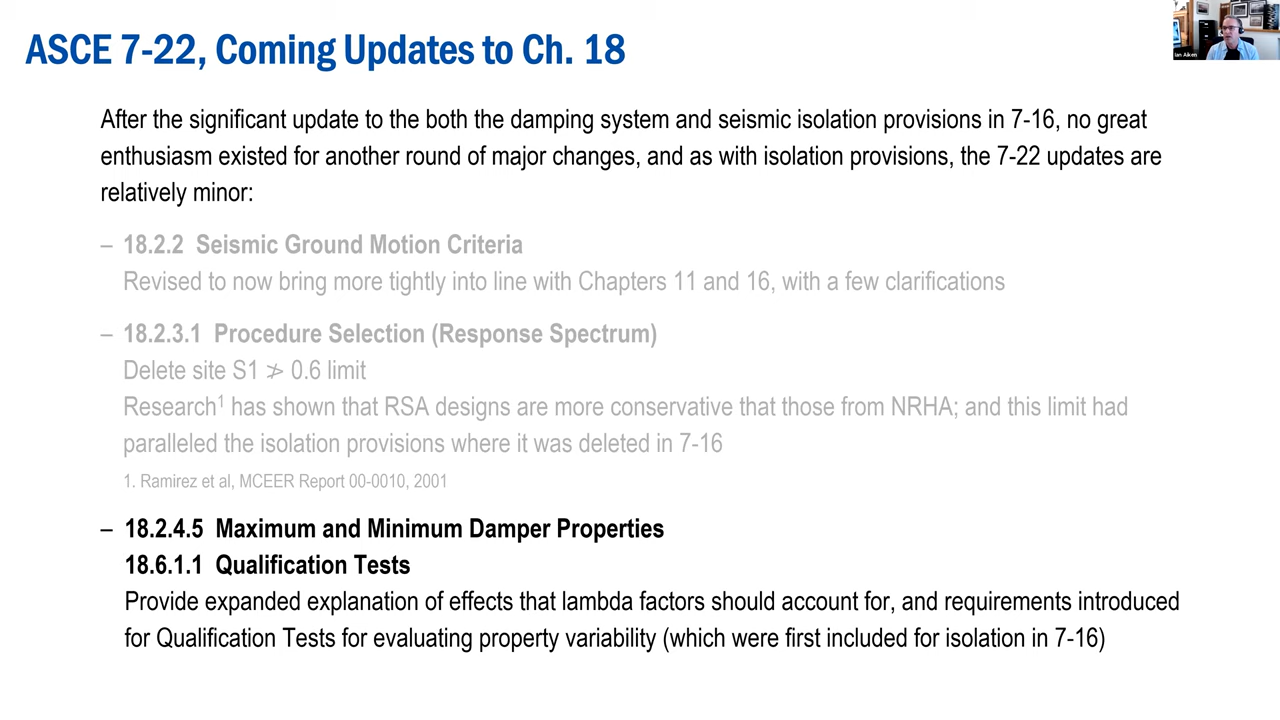 ASCE 7-22, Coming Updates to Ch. 18
Ian Aiken
After the significant update to the both the damping system and seismic isolation provisions in 7-16, no great
enthusiasm existed for another round of major changes, and as with isolation provisions, the 7-22 updates are
relatively minor:
– 18.2.2 Seismic Ground Motion Criteria
Revised to now bring more tightly into line with Chapters 11 and 16, with a few clarifications
– 18.2.3.1 Procedure Selection (Response Spectrum)
Delete site S1 ≯ 0.6 limit
Research¹ has shown that RSA designs are more conservative that those from NRHA; and this limit had
paralleled the isolation provisions where it was deleted in 7-16
1. Ramirez et al, MCEER Report 00-0010, 2001
– 18.2.4.5 Maximum and Minimum Damper Properties
18.6.1.1 Qualification Tests
Provide expanded explanation of effects that lambda factors should account for, and requirements introduced
for Qualification Tests for evaluating property variability (which were first included for isolation in 7-16)